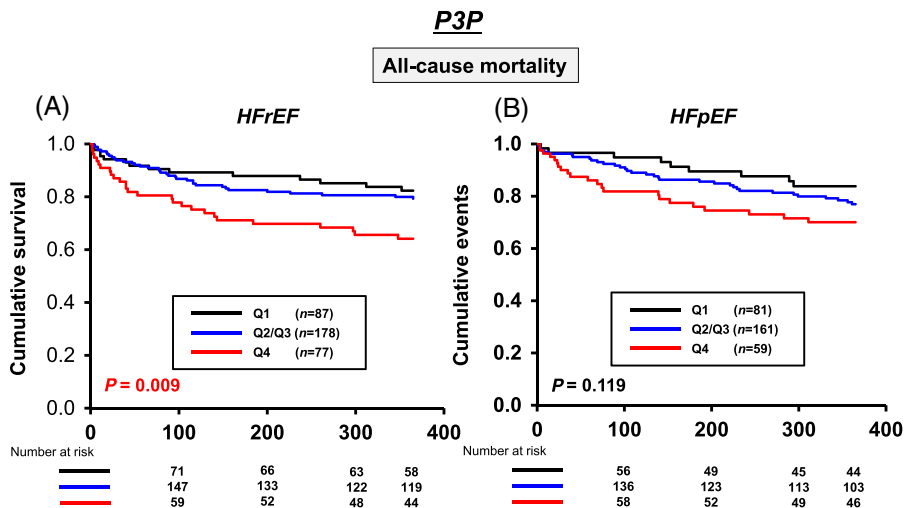 P3P
All-cause mortality
(A)
HFrEF
Cumulative survival
1.0
0.8
0.6
0.4
0.2
0.0
Q1 (n=87)
Q2/Q3 (n=178)
Q4 (n=77)
P = 0.009
0 100 200 300 400
Number at risk
71 66 63 58
147 133 122 119
59 52 48 44
(B)
HFpEF
Cumulative events
1.0
0.8
0.6
0.4
0.2
0.0
Q1 (n=81)
Q2/Q3 (n=161)
Q4 (n=59)
P = 0.119
0 100 200 300 400
Number at risk
56 49 45 44
136 123 113 103
58 52 49 46